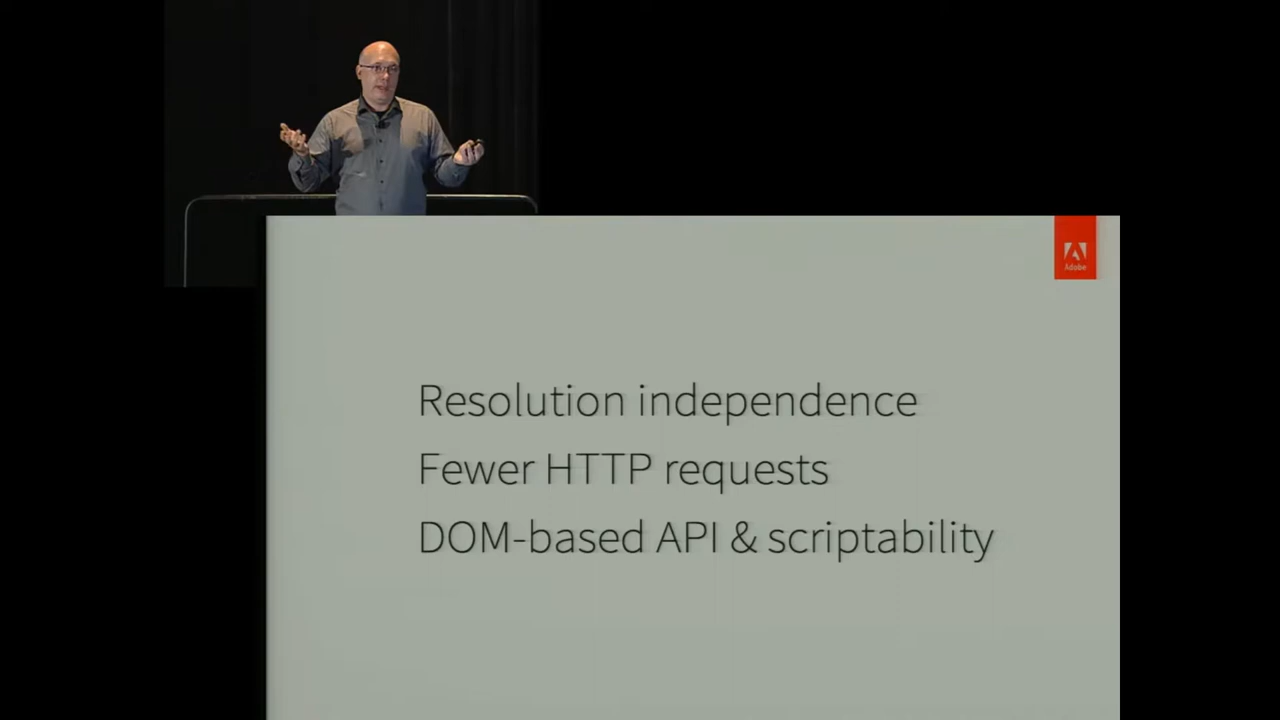 Adobe
Resolution independence
Fewer HTTP requests
DOM-based API & scriptability